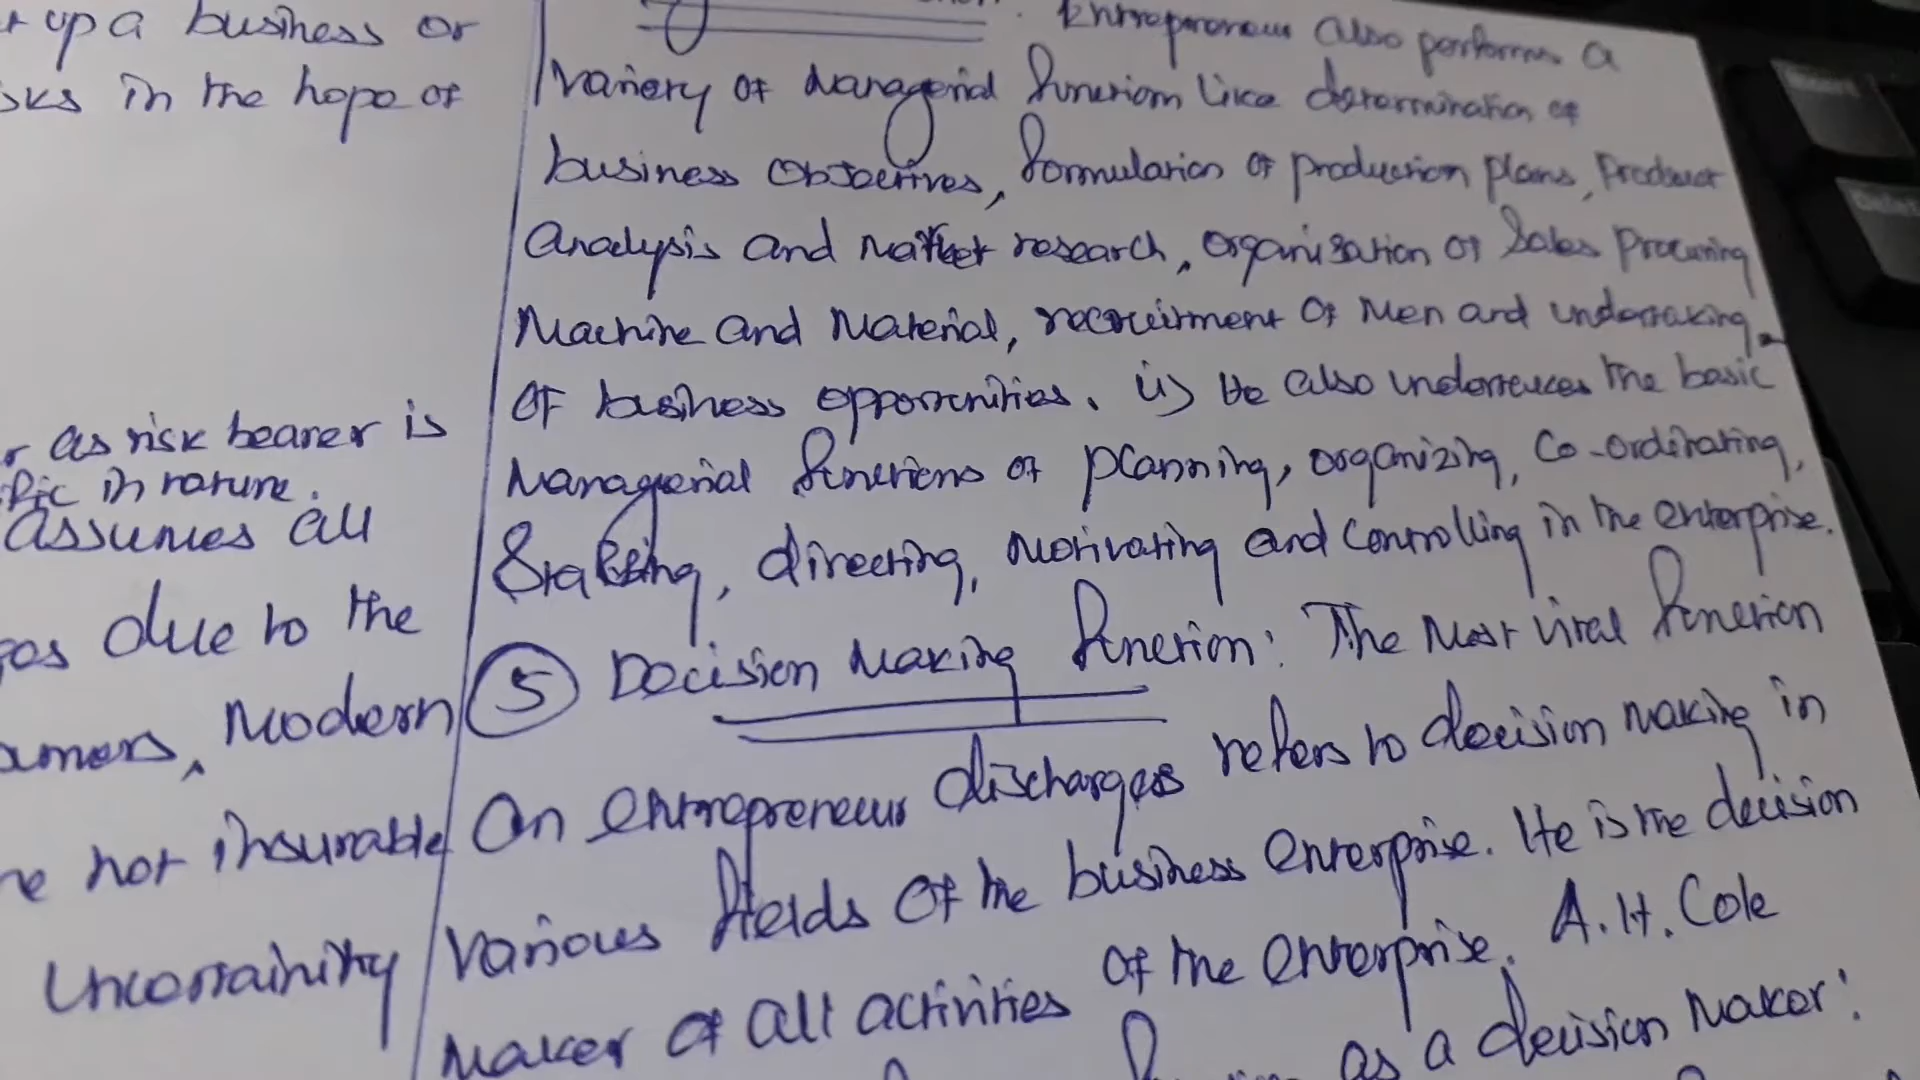 up a business or
in the hope of
as risk bearer is
in nature.
assumes all
due to the
Modern
not insurable
Uncertainity
Entrepreneur also performs a
Variety of Managerial function like determination of
business objectives, formulation of production plans, Product
Analysis and Market research, organisation of Sales Procuring
Machine and Material, recruitment of Men and undertaking
of business opportunities. ii) He also undertakes the basic
Managerial functions of planning, organizing, Co-ordinating,
Staffing, directing, Motivating and Controlling in the enterprise.
5 Decision Making function: The Most Vital function
an entrepreneur discharges refers to decision Making in
Various fields of the business enterprise. He is the decision
Maker of all activities of the enterprise. A.H. Cole
as a decision Maker: